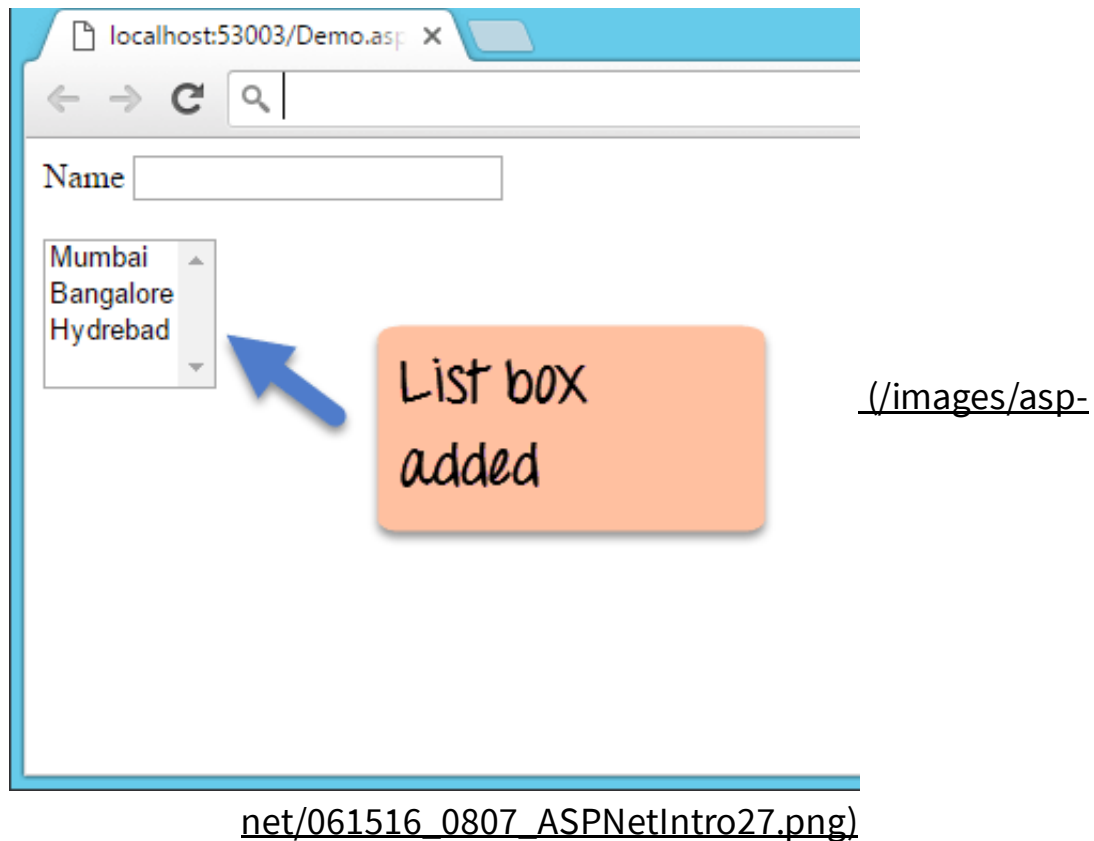 localhost:53003/Demo.asp
Name
Mumbai
Bangalore
Hydrebad
List box
added
(/images/asp-
net/061516_0807_ASPNetIntro27.png)